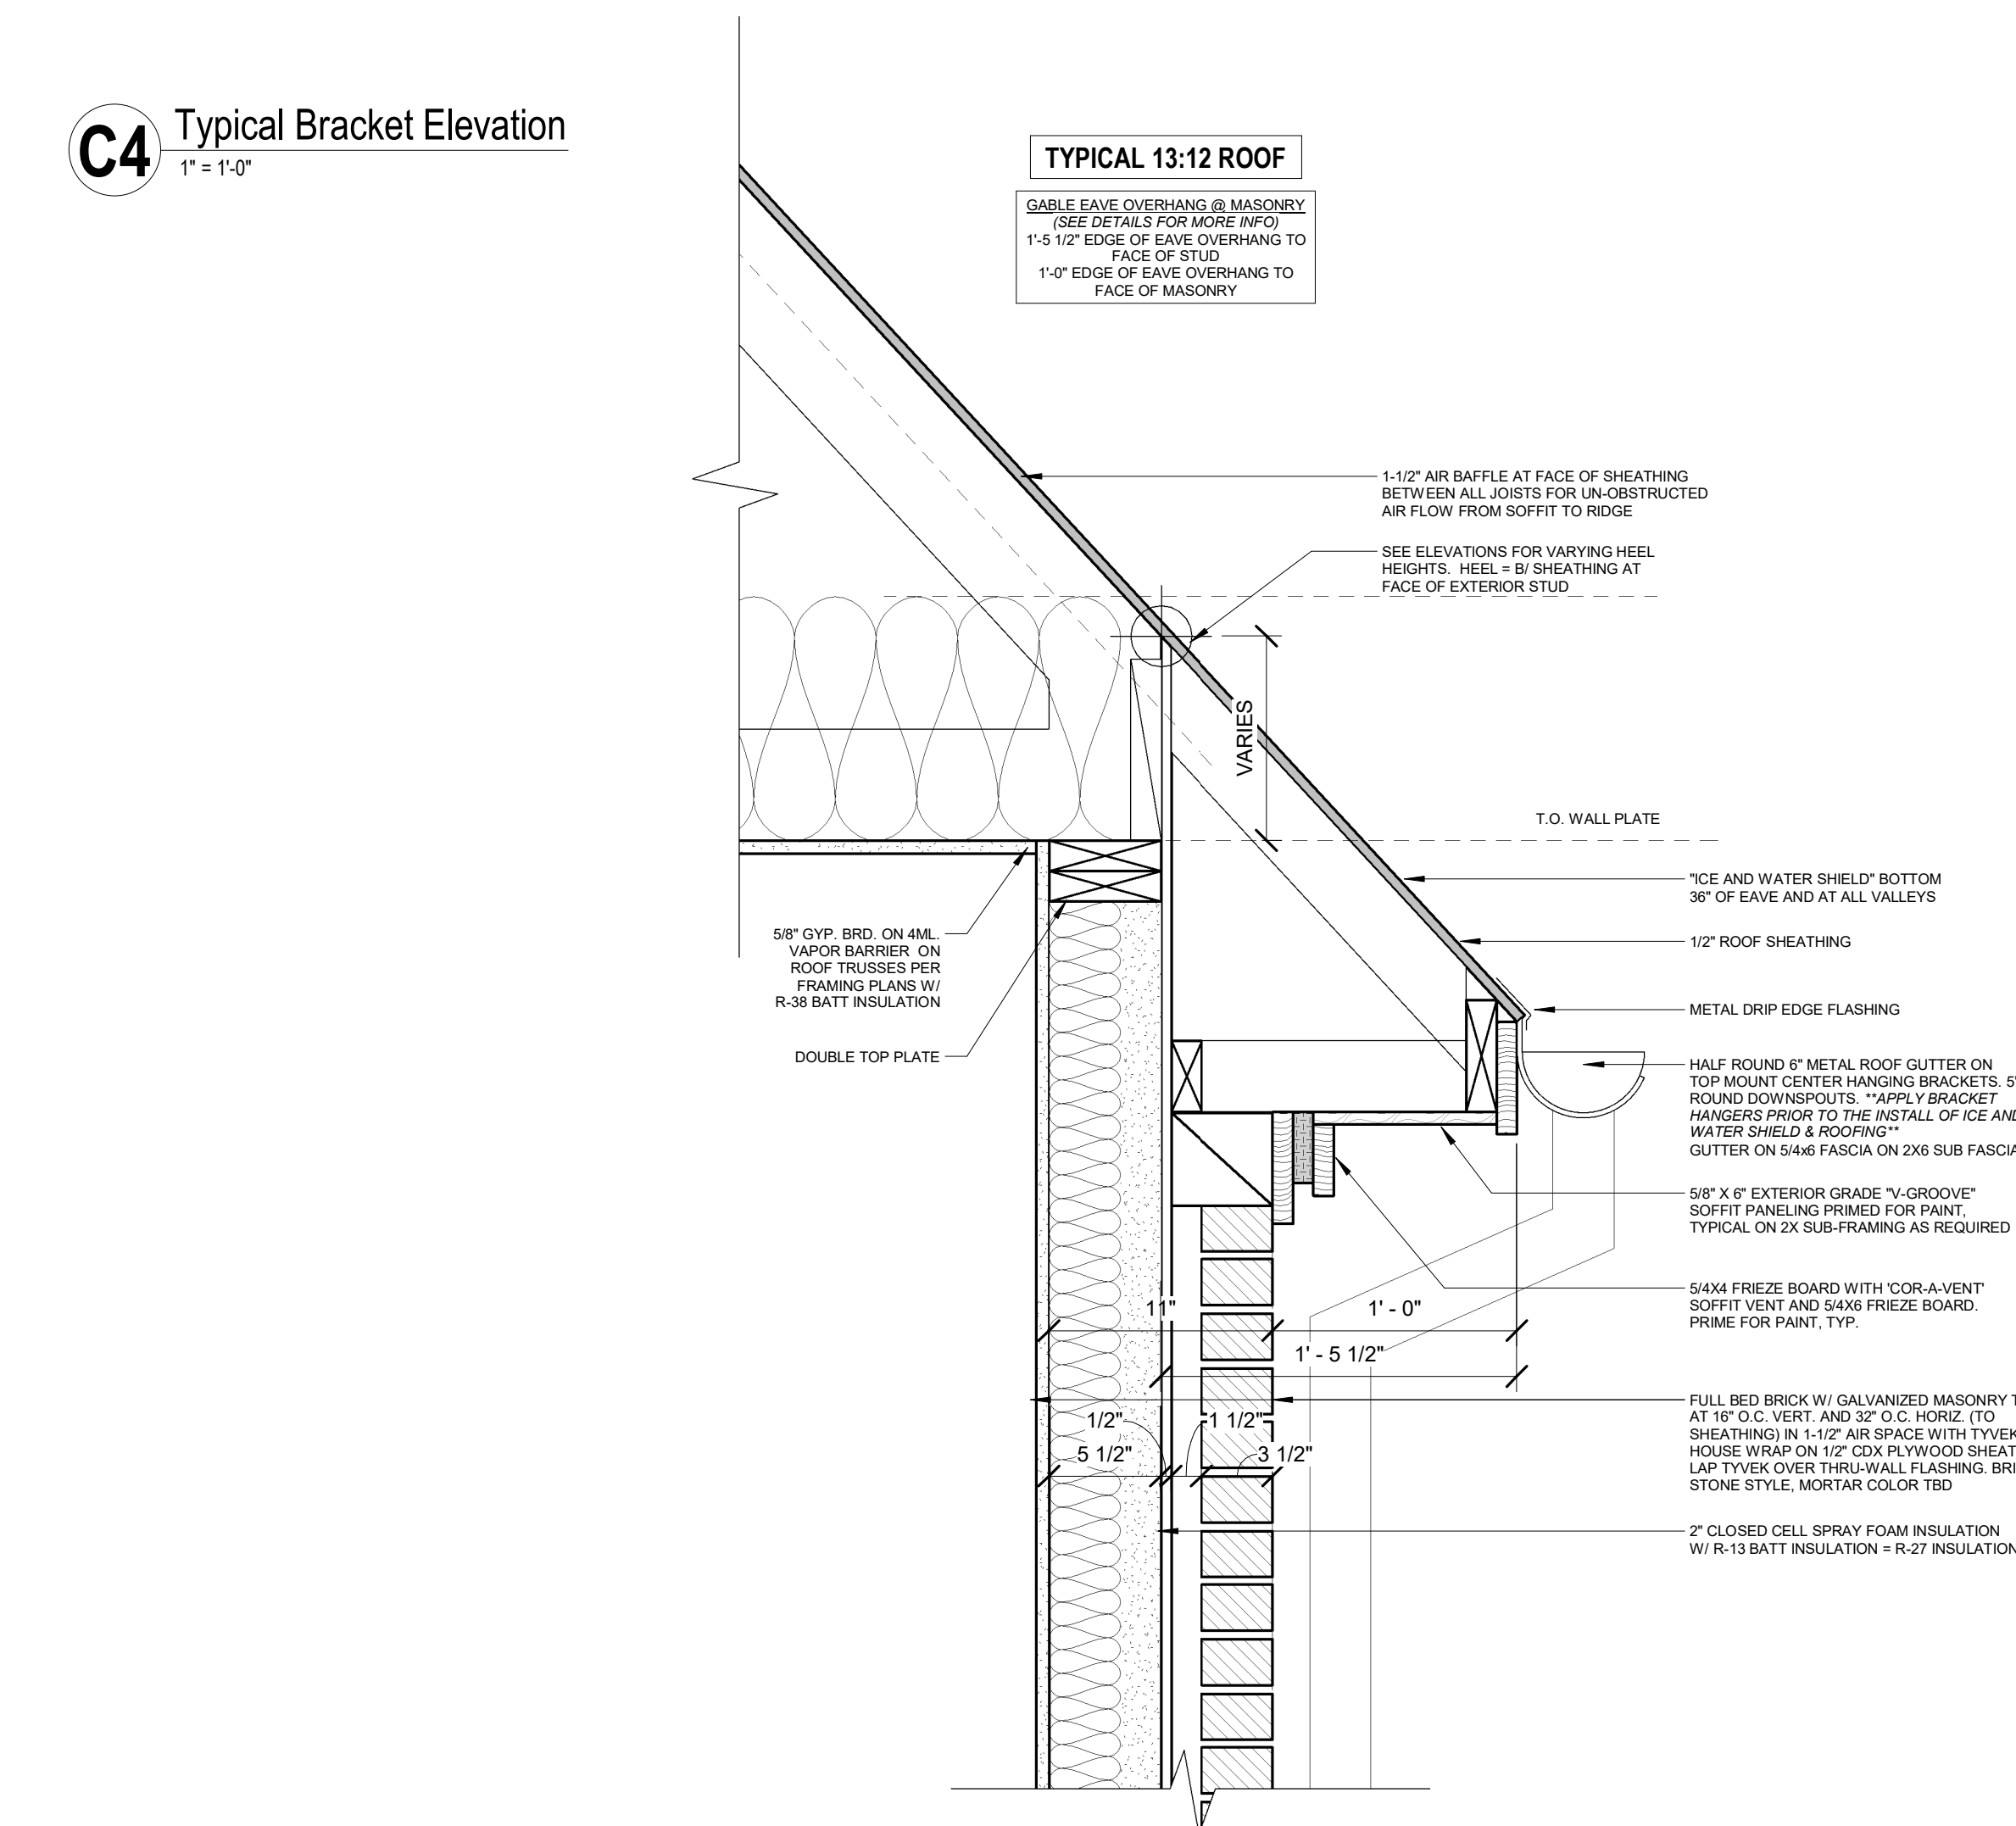 C4
Typical Bracket Elevation
1" = 1'-0"
TYPICAL 13:12 ROOF
GABLE EAVE OVERHANG @ MASONRY
(SEE DETAILS FOR MORE INFO)
1'-5 1/2" EDGE OF EAVE OVERHANG TO
FACE OF STUD
1'-0" EDGE OF EAVE OVERHANG TO
FACE OF MASONRY
1-1/2" AIR BAFFLE AT FACE OF SHEATHING
BETWEEN ALL JOISTS FOR UN-OBSTRUCTED
AIR FLOW FROM SOFFIT TO RIDGE
SEE ELEVATIONS FOR VARYING HEEL
HEIGHTS. HEEL = B/ SHEATHING AT
FACE OF EXTERIOR STUD
VARIES
T.O. WALL PLATE
"ICE AND WATER SHIELD" BOTTOM
36" OF EAVE AND AT ALL VALLEYS
1/2" ROOF SHEATHING
5/8" GYP. BRD. ON 4ML.
VAPOR BARRIER ON
ROOF TRUSSES PER
FRAMING PLANS W/
R-38 BATT INSULATION
DOUBLE TOP PLATE
METAL DRIP EDGE FLASHING
HALF ROUND 6" METAL ROOF GUTTER ON
TOP MOUNT CENTER HANGING BRACKETS. 5"
ROUND DOWNSPOUTS. **APPLY BRACKET
HANGERS PRIOR TO THE INSTALL OF ICE AND
WATER SHIELD & ROOFING**
GUTTER ON 5/4x6 FASCIA ON 2X6 SUB FASCIA
5/8" X 6" EXTERIOR GRADE "V-GROOVE"
SOFFIT PANELING PRIMED FOR PAINT,
TYPICAL ON 2X SUB-FRAMING AS REQUIRED
5/4X4 FRIEZE BOARD WITH 'COR-A-VENT'
SOFFIT VENT AND 5/4X6 FRIEZE BOARD.
PRIME FOR PAINT, TYP.
11"
1' - 0"
1' - 5 1/2"
FULL BED BRICK W/ GALVANIZED MASONRY
AT 16" O.C. VERT. AND 32" O.C. HORIZ. (TO
SHEATHING) IN 1-1/2" AIR SPACE WITH TYVEK
HOUSE WRAP ON 1/2" CDX PLYWOOD
LAP TYVEK OVER THRU-WALL FLASHING.
STONE STYLE, MORTAR COLOR TBD
1/2"
1 1/2"
5 1/2"
3 1/2"
2" CLOSED CELL SPRAY FOAM INSULATION
W/ R-13 BATT INSULATION = R-27 INSULATION